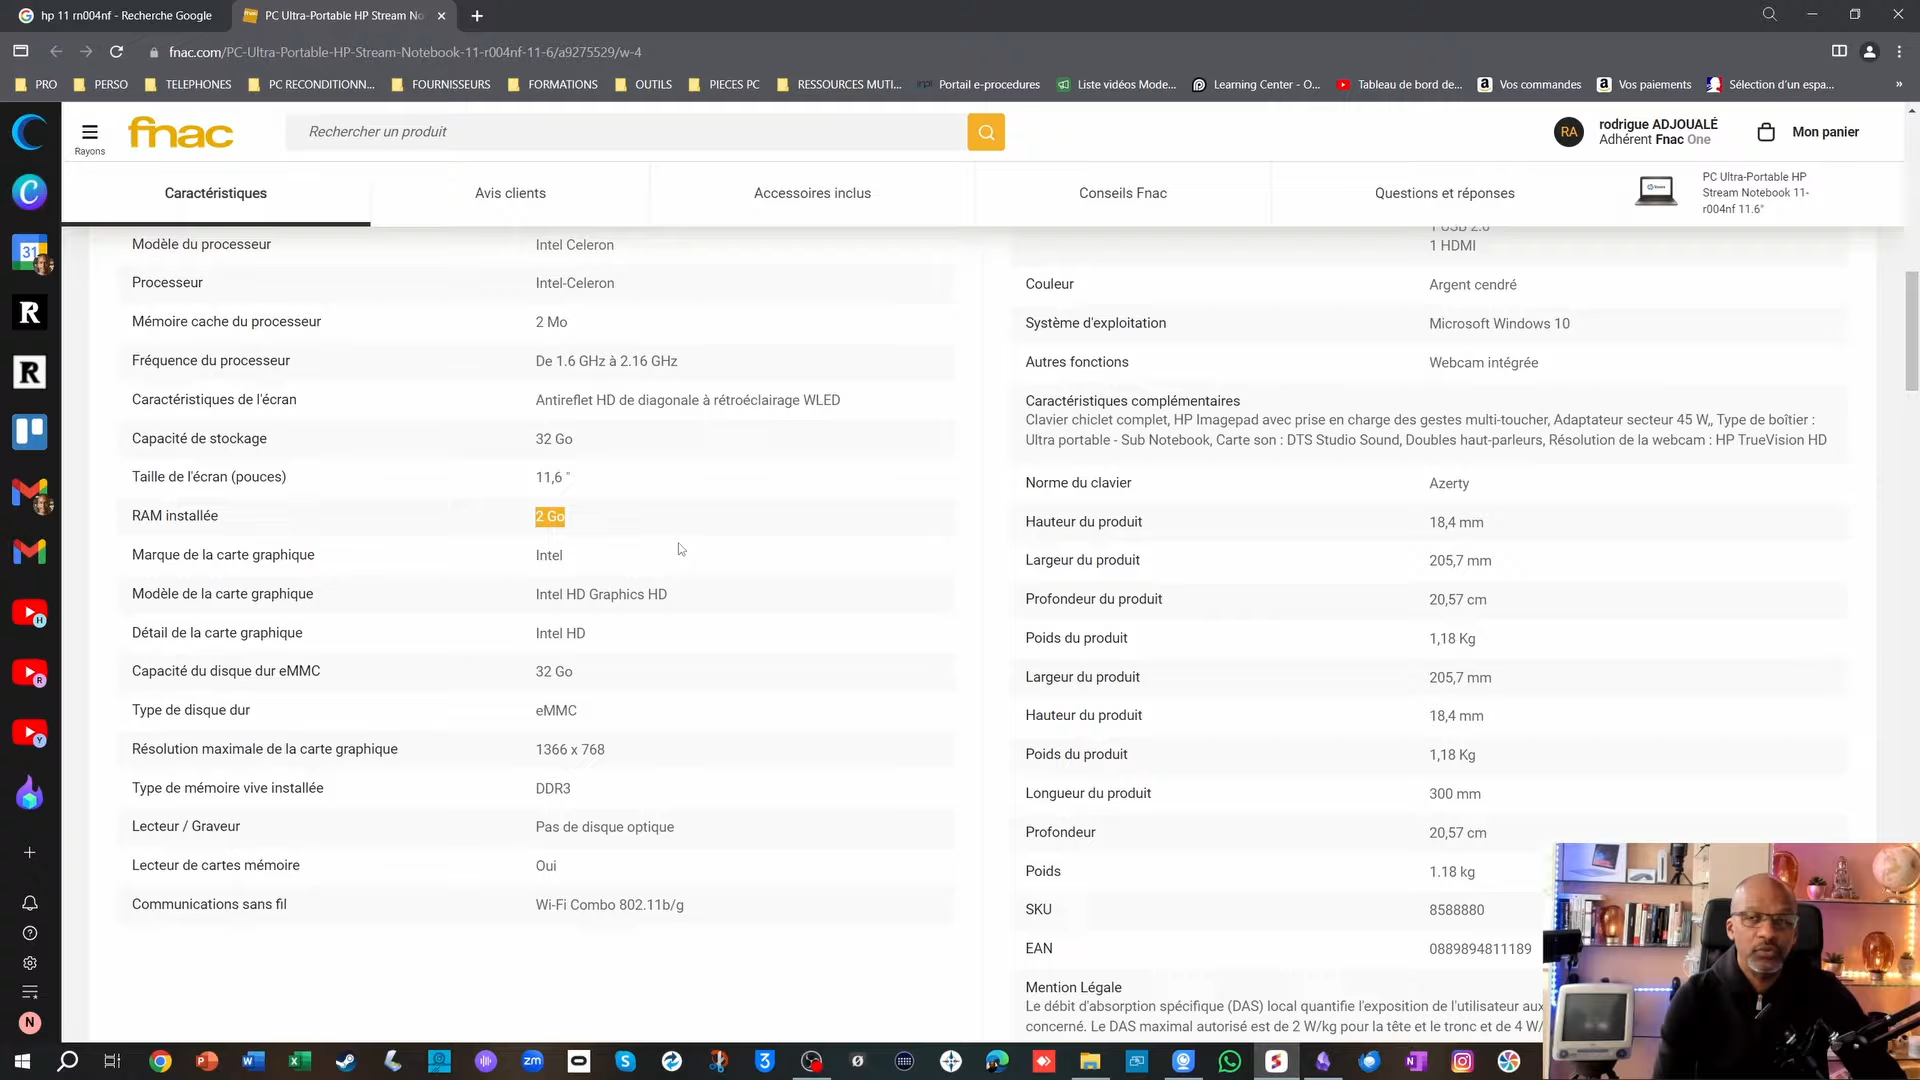 hp 11 rn004nf - Recherche Google
PC Ultra-Portable HP Stream No
fnac.com/PC-Ultra-Portable-HP-Stream-Notebook-11-r004nf-11-6/a9275529/w-4
PRO
PERSO
TELEPHONES
PC RECONDITIONN...
FOURNISSEURS
FORMATIONS
OUTILS
PIECES PC
RESSOURCES MUTI...
Portail e-procedures
Liste vidéos Mode...
Learning Center - O...
Tableau de bord de...
Vos commandes
Vos paiements
Sélection d'un espa...
Rayons
fnac
Rechercher un produit
RA
rodrigue ADJOUALÉ
Adhérent Fnac One
Mon panier
Caractéristiques
Avis clients
Accessoires inclus
Conseils Fnac
Questions et réponses
PC Ultra-Portable HP
Stream Notebook 11-
r004nf 11.6"
Modèle du processeur Intel Celeron
Processeur Intel-Celeron
Mémoire cache du processeur 2 Mo
Fréquence du processeur De 1.6 GHz à 2.16 GHz
Caractéristiques de l'écran Antireflet HD de diagonale à rétroéclairage WLED
Capacité de stockage 32 Go
Taille de l'écran (pouces) 11,6 "
RAM installée 2 Go
Marque de la carte graphique Intel
Modèle de la carte graphique Intel HD Graphics HD
Détail de la carte graphique Intel HD
Capacité du disque dur eMMC 32 Go
Type de disque dur eMMC
Résolution maximale de la carte graphique 1366 x 768
Type de mémoire vive installée DDR3
Lecteur / Graveur Pas de disque optique
Lecteur de cartes mémoire Oui
Communications sans fil Wi-Fi Combo 802.11b/g
1 USB 2.0
1 HDMI
Couleur Argent cendré
Système d'exploitation Microsoft Windows 10
Autres fonctions Webcam intégrée
Caractéristiques complémentaires
Clavier chiclet complet, HP Imagepad avec prise en charge des gestes multi-toucher, Adaptateur secteur 45 W,, Type de boîtier :
Ultra portable - Sub Notebook, Carte son : DTS Studio Sound, Doubles haut-parleurs, Résolution de la webcam : HP TrueVision HD
Norme du clavier Azerty
Hauteur du produit 18,4 mm
Largeur du produit 205,7 mm
Profondeur du produit 20,57 cm
Poids du produit 1,18 Kg
Largeur du produit 205,7 mm
Hauteur du produit 18,4 mm
Poids du produit 1,18 Kg
Longueur du produit 300 mm
Profondeur 20,57 cm
Poids 1.18 kg
SKU 8588880
EAN 0889894811189
Mention Légale
Le débit d'absorption spécifique (DAS) local quantifie l'exposition de l'utilisateur aux
concerné. Le DAS maximal autorisé est de 2 W/kg pour la tête et le tronc et de 4 W/
31
R
R
N